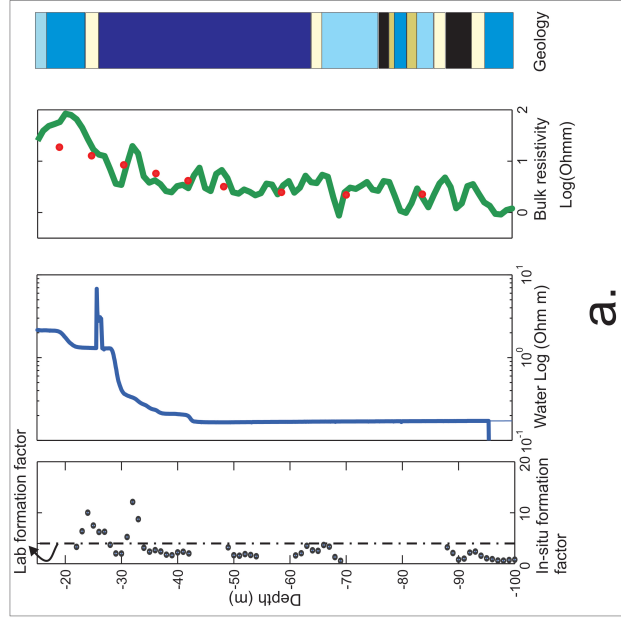 Lab formation factor
-20
-30
-40
-50
-60
-70
-80
-90
-100
Depth (m)
0
10
20
In-situ formation
factor
10-1
100
101
Water Log (Ohm m)
0
1
2
Bulk resistivity
Log(Ohmm)
Geology
a.